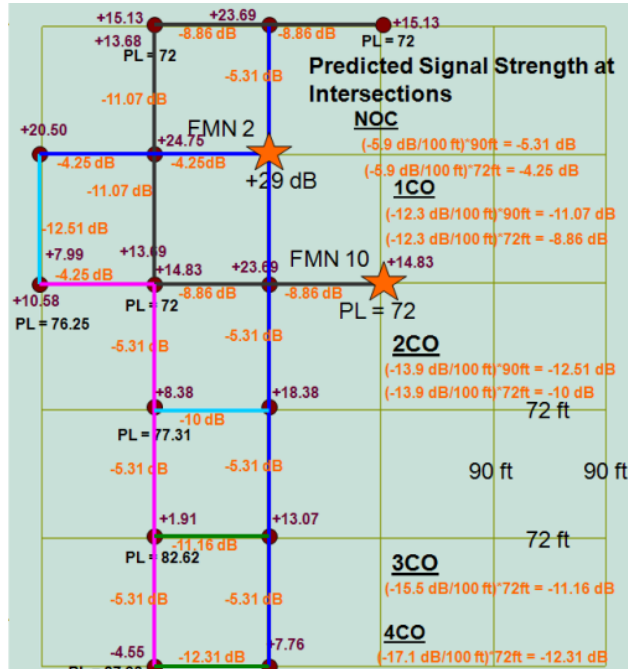 +15.13
+23.69
+15.13
-8.86 dB
-8.86 dB
+13.68
PL = 72
PL = 72
-5.31 dB
Predicted Signal Strength at
Intersections
-11.07 dB
NOC
+20.50
+24.75
FMN 2
(-5.9 dB/100 ft)*90ft = -5.31 dB
-4.25 dB
-4.25 dB
(-5.9 dB/100 ft)*72ft = -4.25 dB
+29 dB
-11.07 dB
1CO
-12.51 dB
(-12.3 dB/100 ft)*90ft = -11.07 dB
(-12.3 dB/100 ft)*72ft = -8.86 dB
+7.99
+13.69
+23.69
FMN 10
+14.83
-4.25 dB
+14.83
-8.86 dB
-8.86 dB
+10.58
PL = 72
PL = 72
PL = 76.25
-5.31 dB
-5.31 dB
2CO
(-13.9 dB/100 ft)*90ft = -12.51 dB
(-13.9 dB/100 ft)*72ft = -10 dB
+8.38
+18.38
-10 dB
72 ft
PL = 77.31
-5.31 dB
-5.31 dB
90 ft
90 ft
+1.91
+13.07
-11.16 dB
72 ft
PL = 82.62
3CO
-5.31 dB
-5.31 dB
(-15.5 dB/100 ft)*72ft = -11.16 dB
4CO
-4.55
-12.31 dB
+7.76
(-17.1 dB/100 ft)*72ft = -12.31 dB